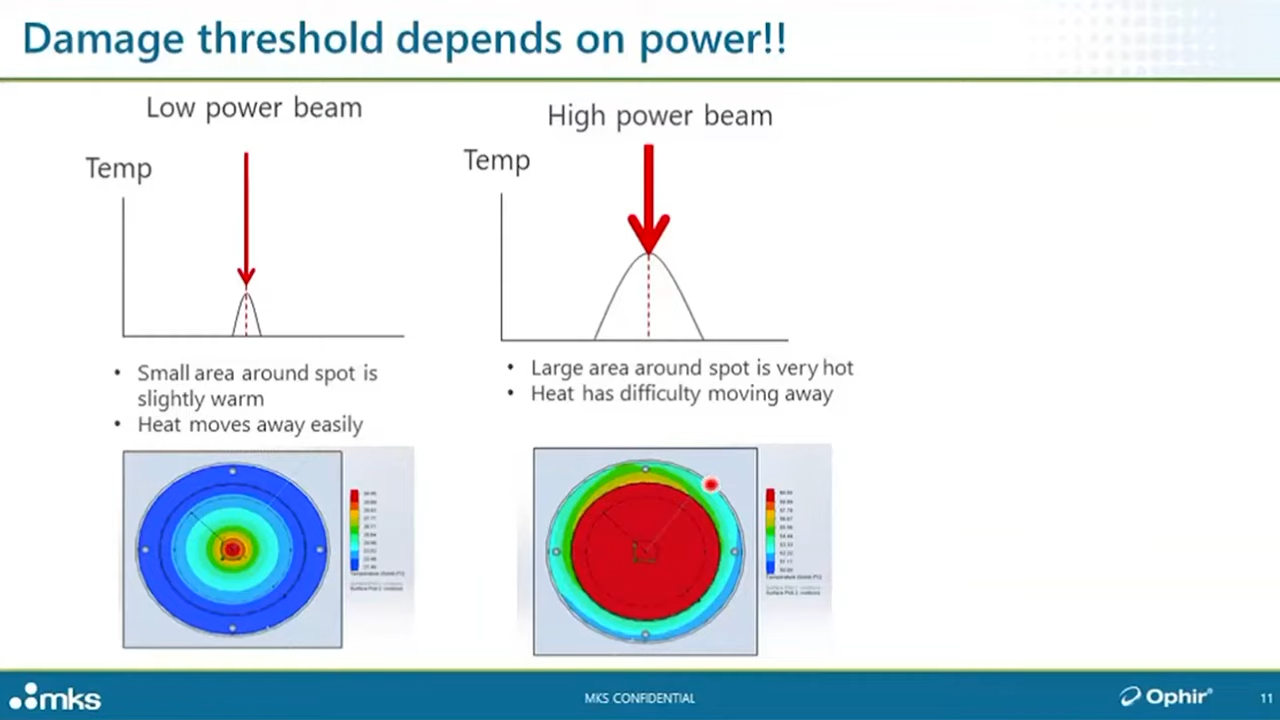 Damage threshold depends on power!!
Low power beam
Temp
• Small area around spot is
slightly warm
• Heat moves away easily
High power beam
Temp
• Large area around spot is very hot
• Heat has difficulty moving away
mks
MKS CONFIDENTIAL
Ophir®
11